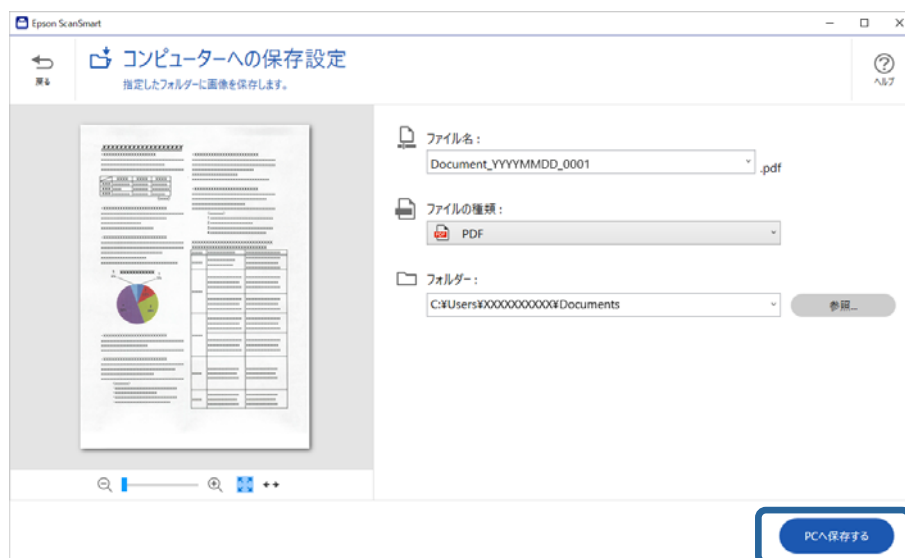 Epson ScanSmart
戻る
コンピューターへの保存設定
指定したフォルダーに画像を保存します。
ヘルプ
ファイル名：
Document_YYYYMMDD_0001
.pdf
ファイルの種類：
PDF
フォルダー：
C:¥Users¥XXXXXXXXXXX¥Documents
参照...
PCへ保存する